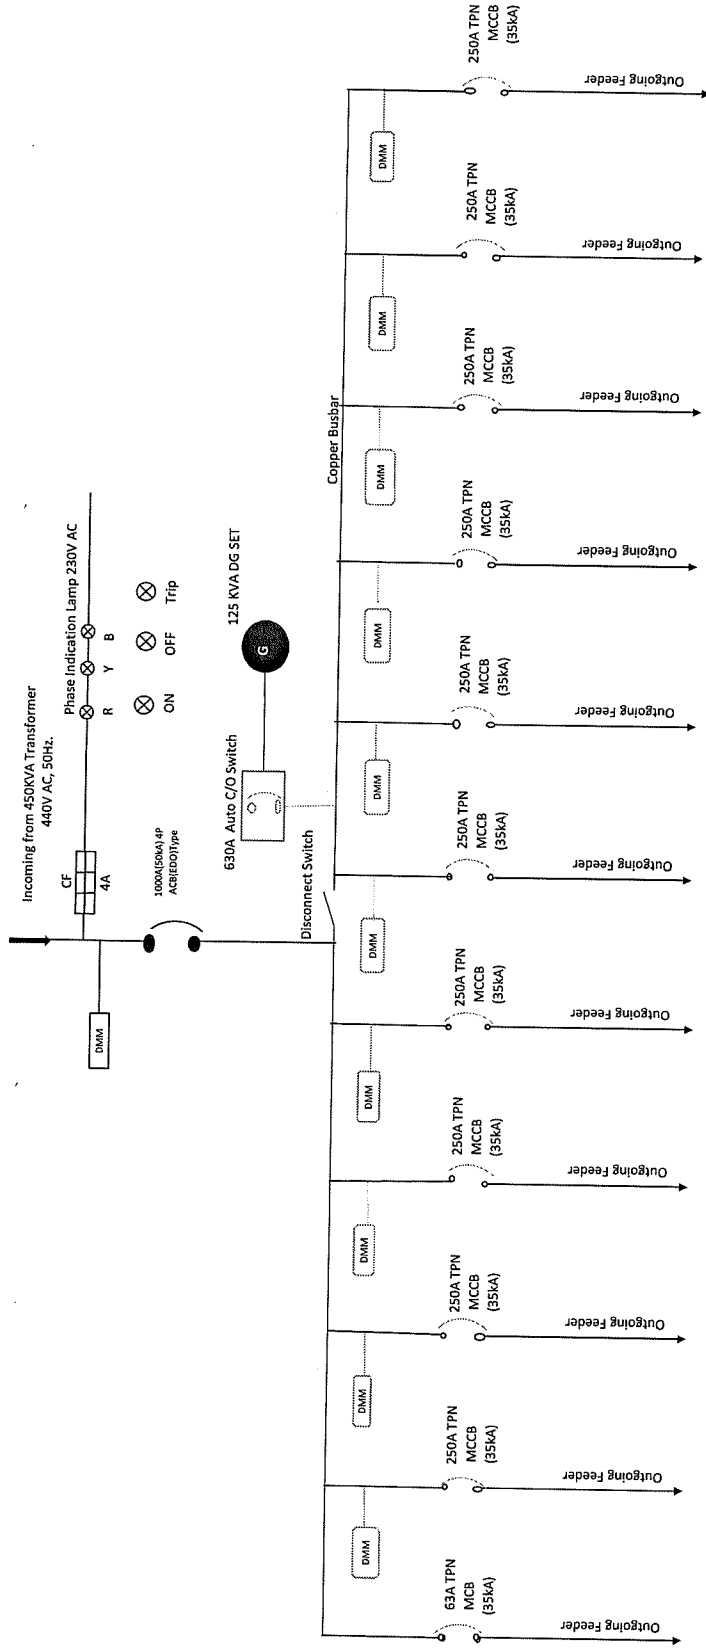 Incoming from 450KVA Transformer
440V AC, 50Hz.
CF
4A
Phase Indication Lamp 230V AC
R
Y
B
DMM
ON
OFF
Trip
1000A(50kA) 4P
ACB(EDO)Type
630A Auto C/O Switch
125 KVA DG SET
G
Disconnect Switch
Copper Busbar
DMM
DMM
DMM
DMM
DMM
DMM
DMM
DMM
DMM
DMM
63A TPN
MCB
(35kA)
250A TPN
MCCB
(35kA)
250A TPN
MCCB
(35kA)
250A TPN
MCCB
(35kA)
250A TPN
MCCB
(35kA)
250A TPN
MCCB
(35kA)
250A TPN
MCCB
(35kA)
250A TPN
MCCB
(35kA)
250A TPN
MCCB
(35kA)
250A TPN
MCCB
(35kA)
250A TPN
MCCB
(35kA)
Outgoing Feeder
Outgoing Feeder
Outgoing Feeder
Outgoing Feeder
Outgoing Feeder
Outgoing Feeder
Outgoing Feeder
Outgoing Feeder
Outgoing Feeder
Outgoing Feeder
Outgoing Feeder